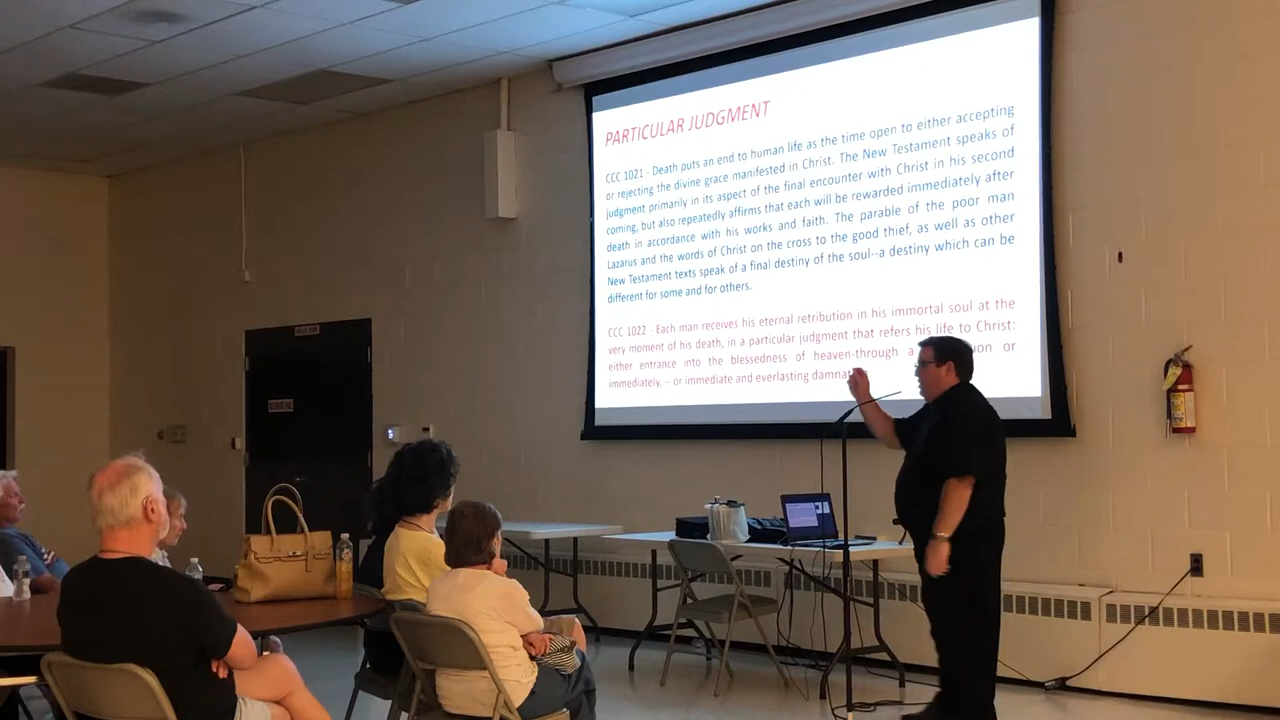 PARTICULAR JUDGMENT
CCC 1021 - Death puts an end to human life as the time open to either accepting
or rejecting the divine grace manifested in Christ. The New Testament speaks of
judgment primarily in its aspect of the final encounter with Christ in his second
coming, but also repeatedly affirms that each will be rewarded immediately after
death in accordance with his works and faith. The parable of the poor man
Lazarus and the words of Christ on the cross to the good thief, as well as other
New Testament texts speak of a final destiny of the soul--a destiny which can be
different for some and for others.
CCC 1022 - Each man receives his eternal retribution in his immortal soul at the
very moment of his death, in a particular judgment that refers his life to Christ:
either entrance into the blessedness of heaven-through a or
immediately, -- or immediate and everlasting